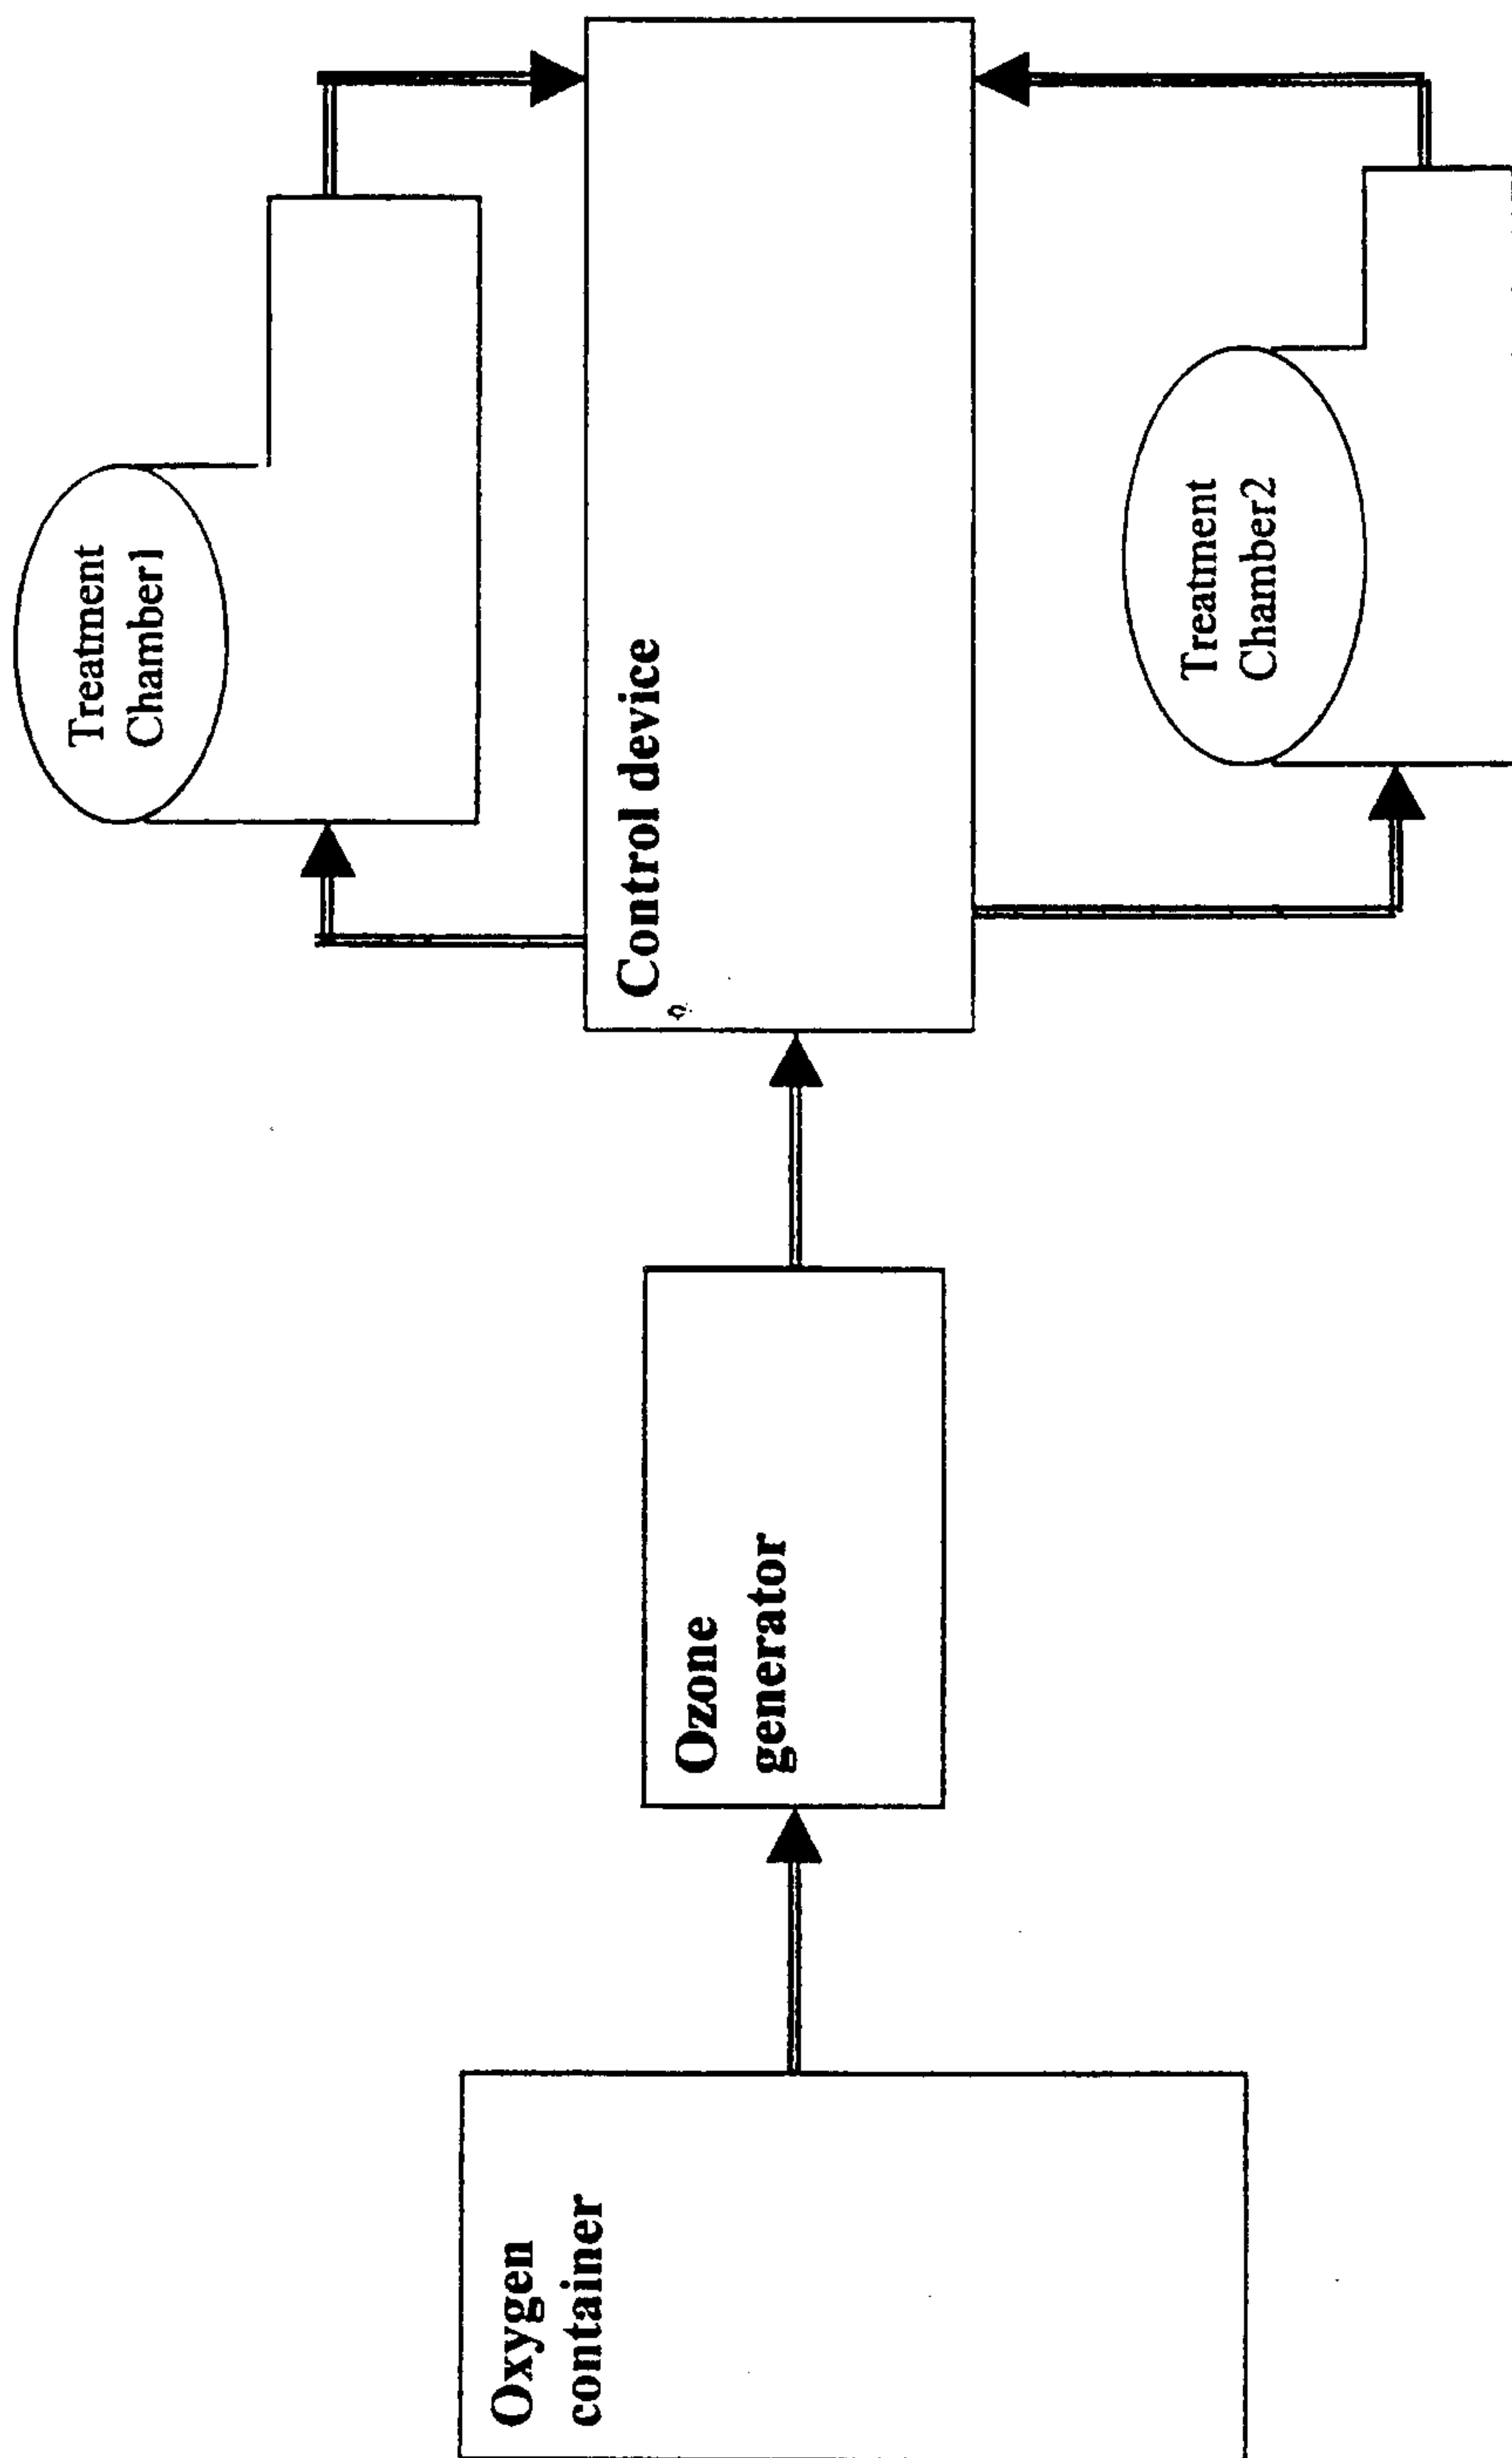 Oxygen
container
Ozone
generator
Control device
Treatment
Chamber1
Treatment
Chamber2